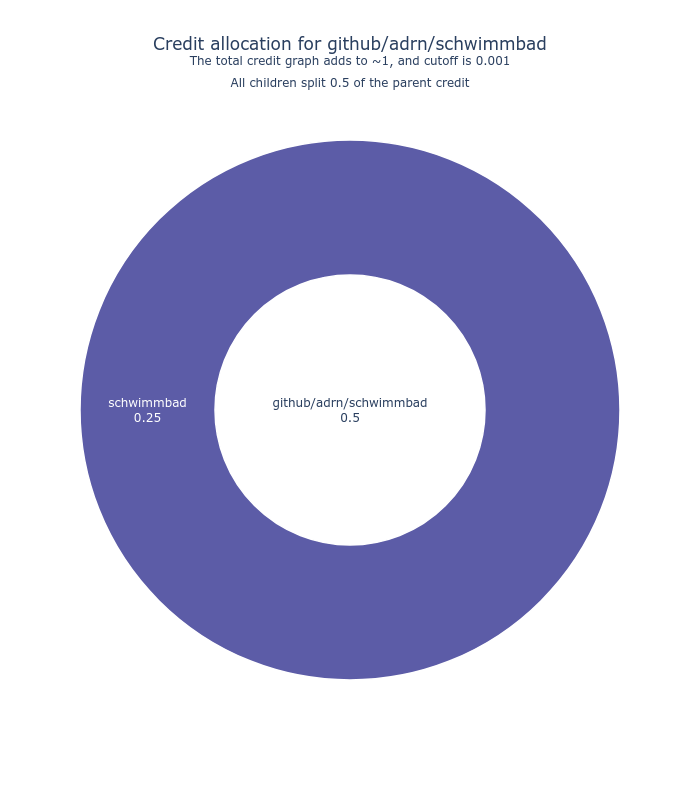 Credit allocation for github/adrn/schwimmbad
The total credit graph adds to ~1, and cutoff is 0.001
All children split 0.5 of the parent credit
schwimmbad
0.25
github/adrn/schwimmbad
0.5